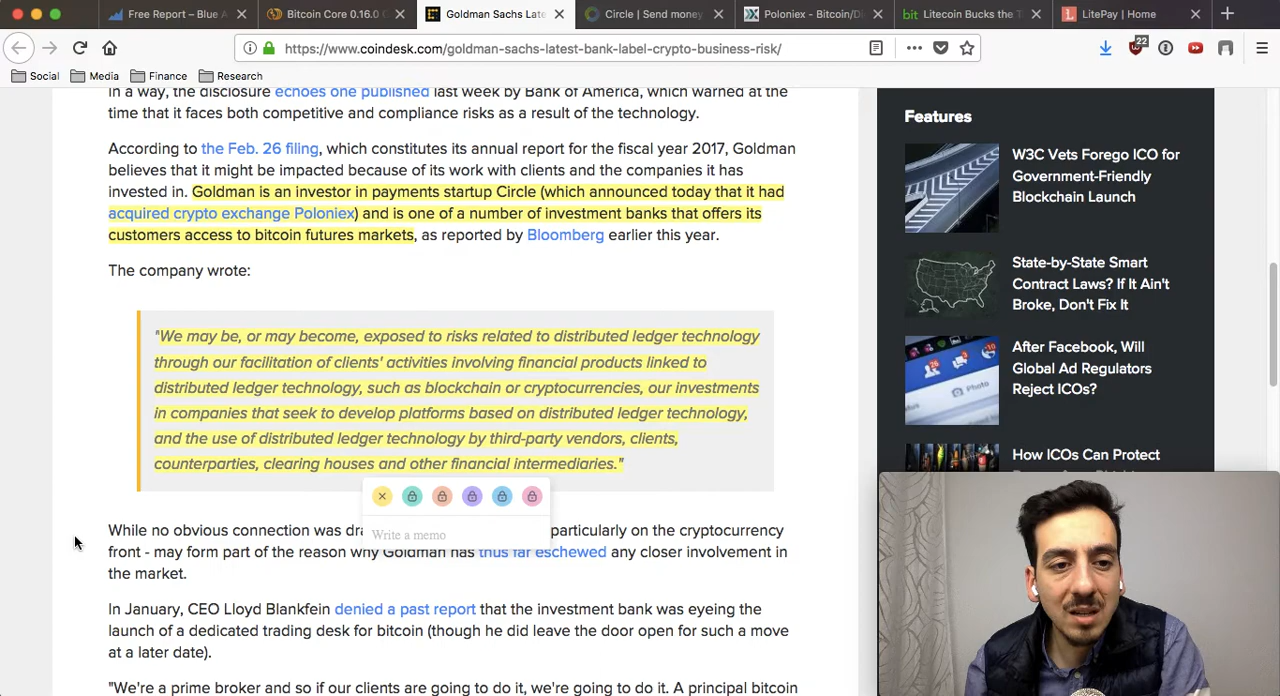 Free Report – Blue A
Bitcoin Core 0.16.0
Goldman Sachs Late
Circle | Send money
Poloniex - Bitcoin/Di
bit Litecoin Bucks the T
L LitePay | Home
https://www.coindesk.com/goldman-sachs-latest-bank-label-crypto-business-risk/
22
Social Media Finance Research
In a way, the disclosure echoes one published last week by Bank of America, which warned at the
time that it faces both competitive and compliance risks as a result of the technology.
According to the Feb. 26 filing, which constitutes its annual report for the fiscal year 2017, Goldman
believes that it might be impacted because of its work with clients and the companies it has
invested in. Goldman is an investor in payments startup Circle (which announced today that it had
acquired crypto exchange Poloniex) and is one of a number of investment banks that offers its
customers access to bitcoin futures markets, as reported by Bloomberg earlier this year.
The company wrote:
"We may be, or may become, exposed to risks related to distributed ledger technology
through our facilitation of clients' activities involving financial products linked to
distributed ledger technology, such as blockchain or cryptocurrencies, our investments
in companies that seek to develop platforms based on distributed ledger technology,
and the use of distributed ledger technology by third-party vendors, clients,
counterparties, clearing houses and other financial intermediaries."
Write a memo
While no obvious connection was dra particularly on the cryptocurrency
front - may form part of the reason why Goldman has thus far eschewed any closer involvement in
the market.
In January, CEO Lloyd Blankfein denied a past report that the investment bank was eyeing the
launch of a dedicated trading desk for bitcoin (though he did leave the door open for such a move
at a later date).
"We're a prime broker and so if our clients are going to do it, we're going to do it. A principal bitcoin
Features
W3C Vets Forego ICO for
Government-Friendly
Blockchain Launch
State-by-State Smart
Contract Laws? If It Ain't
Broke, Don't Fix It
After Facebook, Will
Global Ad Regulators
Reject ICOs?
Photo
How ICOs Can Protect